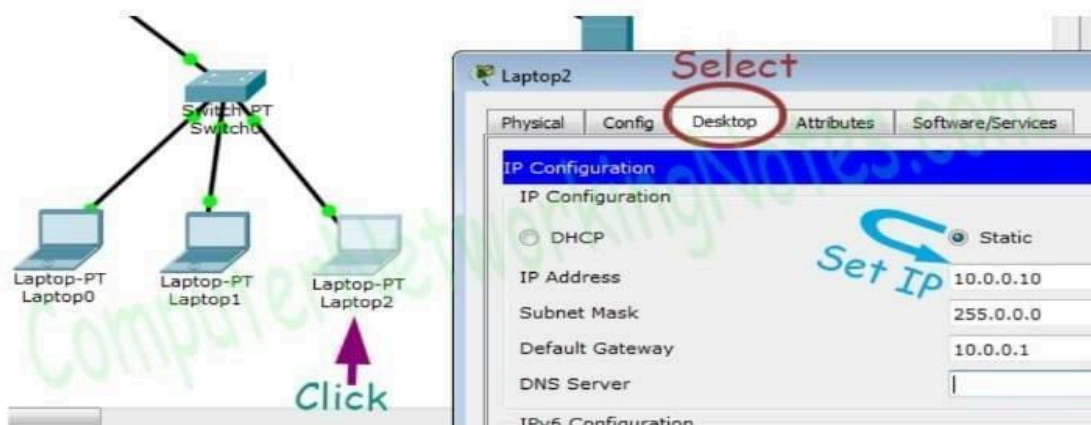 Switch-PT
Switch0
Laptop-PT
Laptop0
Laptop-PT
Laptop1
Laptop-PT
Laptop2
Click
Laptop2
Select
Physical Config Desktop Attributes Software/Services
IP Configuration
IP Configuration
DHCP Static
Set IP
IP Address 10.0.0.10
Subnet Mask 255.0.0.0
Default Gateway 10.0.0.1
DNS Server
IPv6 Configuration
ComputerNetworkingNotes.com